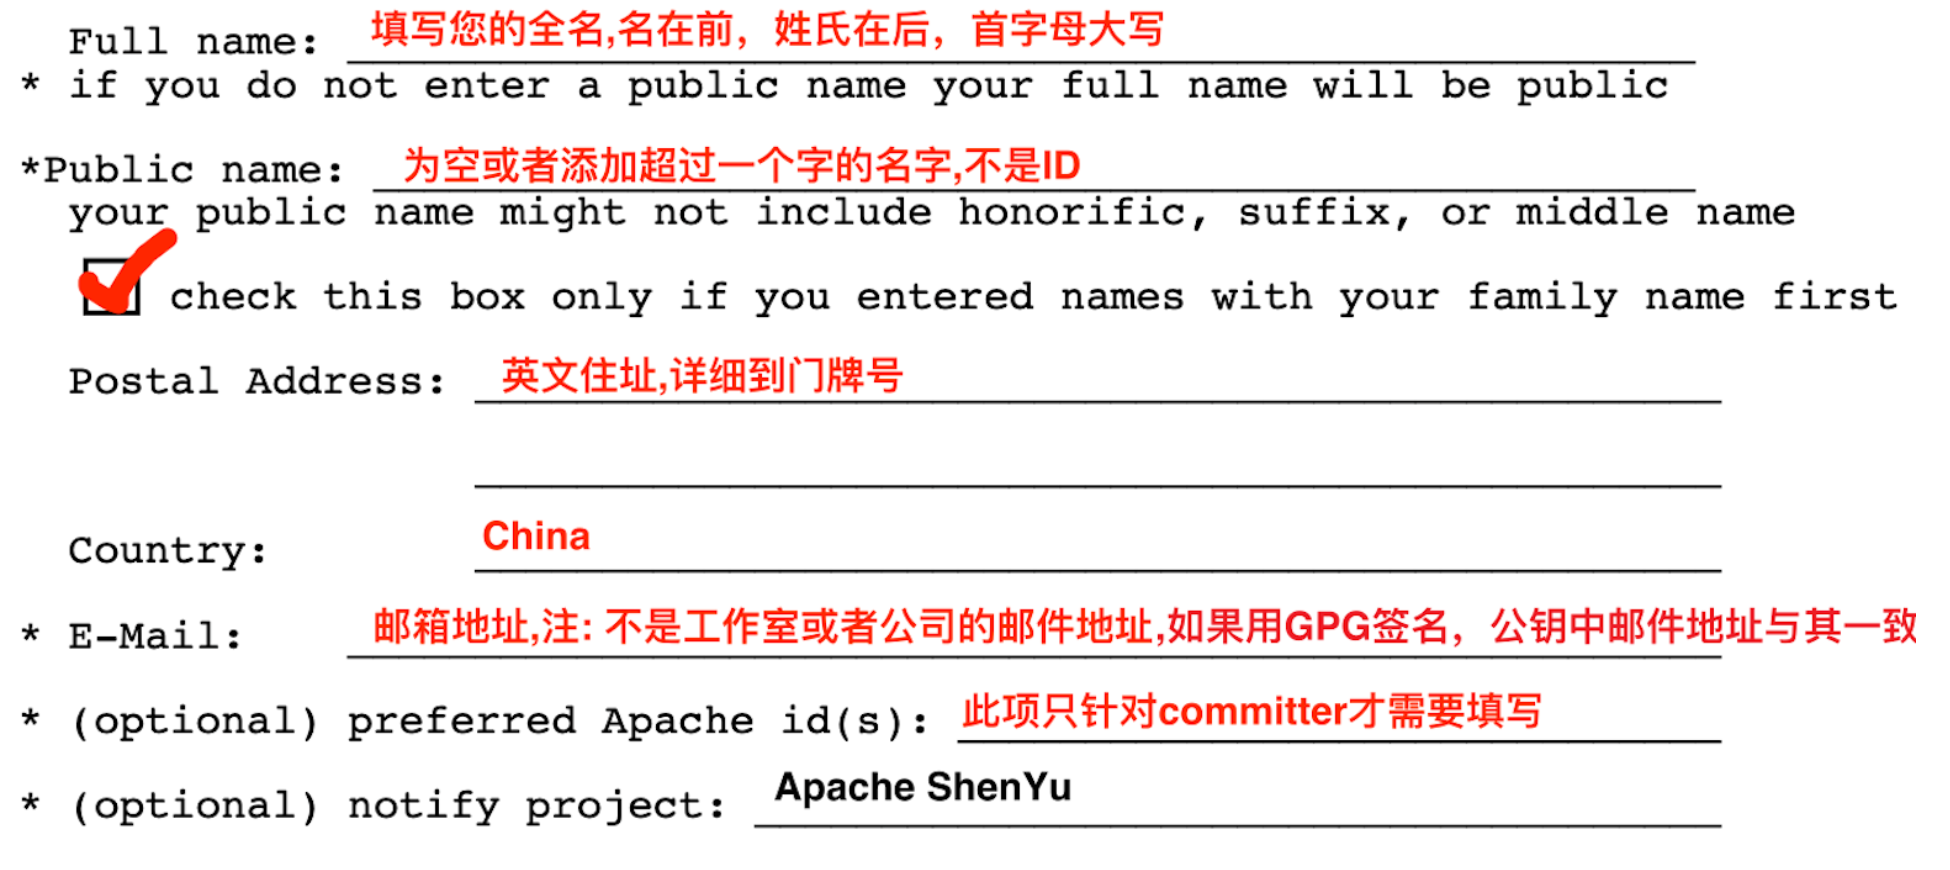 Full name: 填写您的全名,名在前，姓氏在后，首字母大写
* if you do not enter a public name your full name will be public
*Public name: 为空或者添加超过一个字的名字,不是ID
your public name might not include honorific, suffix, or middle name
check this box only if you entered names with your family name first
Postal Address: 英文住址,详细到门牌号
Country: China
* E-Mail: 邮箱地址,注: 不是工作室或者公司的邮件地址,如果用GPG签名，公钥中邮件地址与其一致
* (optional) preferred Apache id(s): 此项只针对committer才需要填写
* (optional) notify project: Apache ShenYu